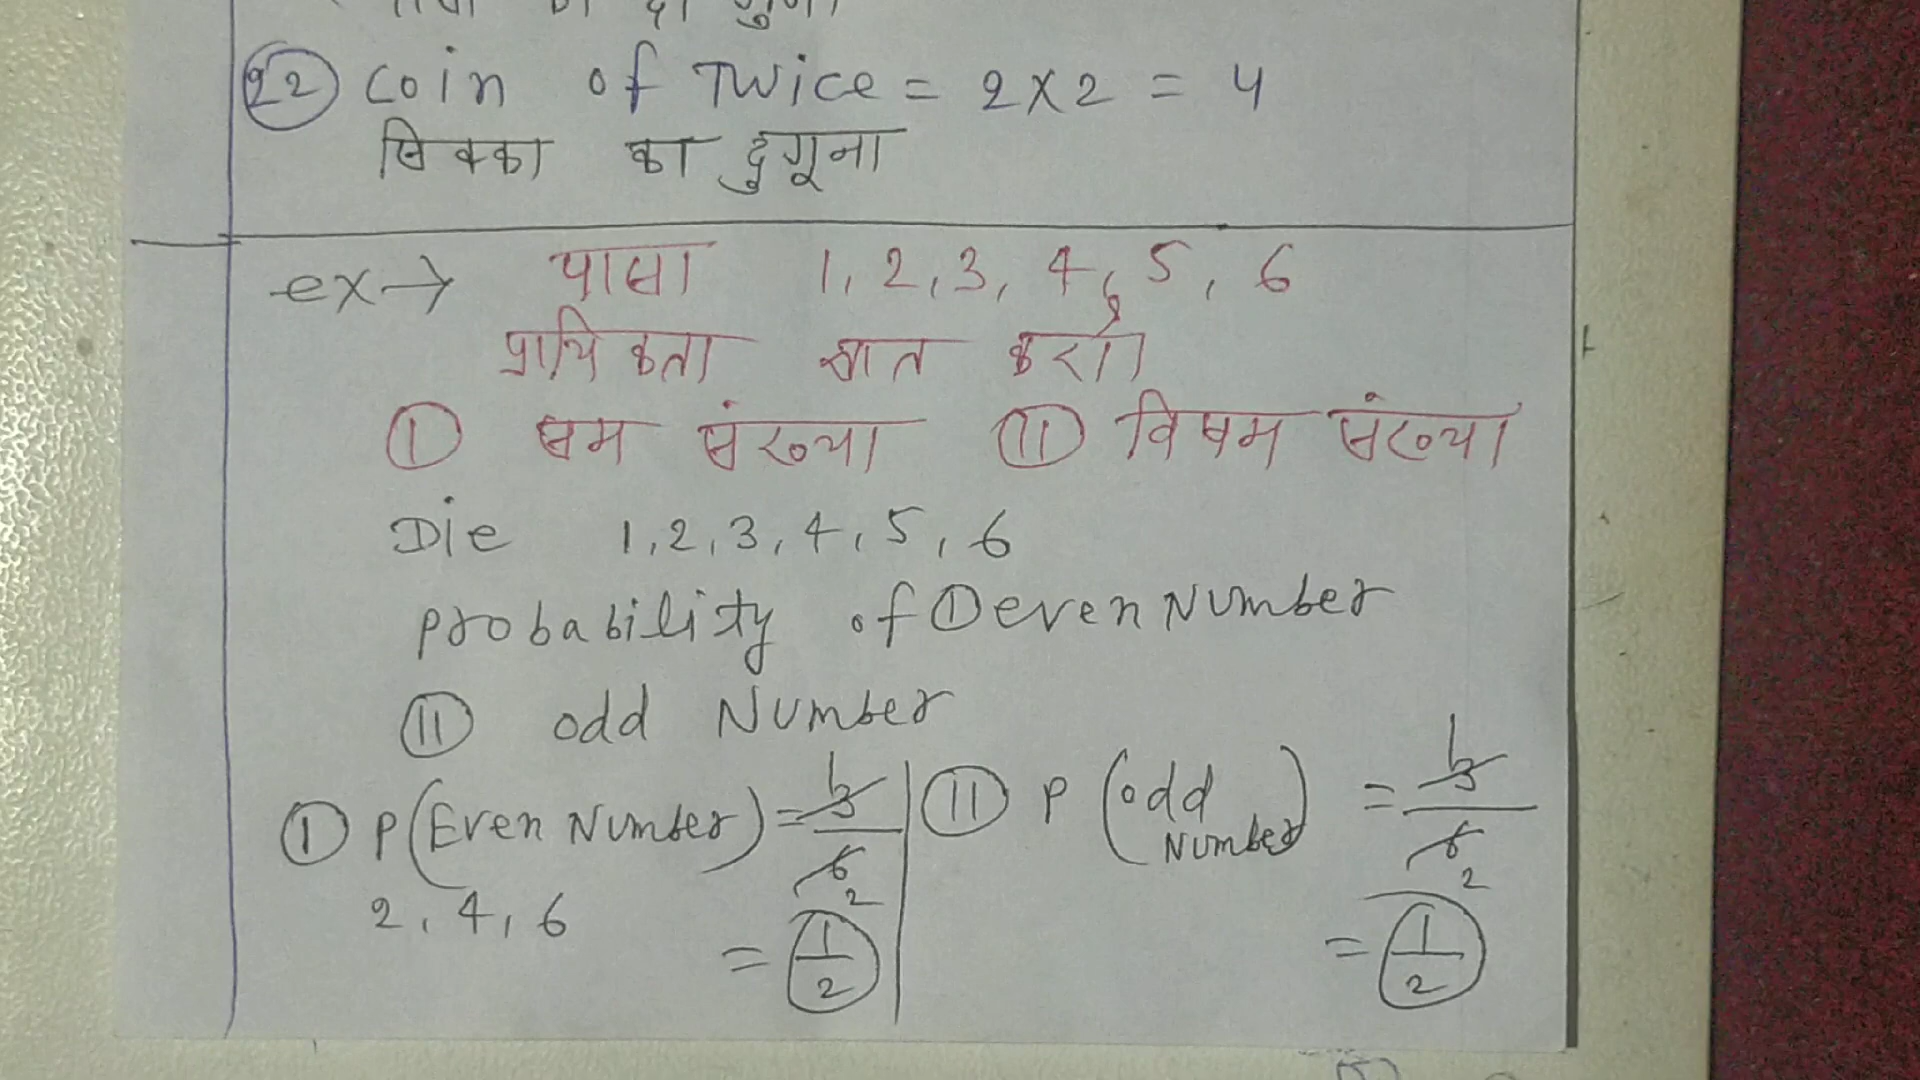 22 Coin of Twice = 2 x 2 = 4
सिक्का का दुगूना
ex → पासा 1, 2, 3, 4, 5, 6
प्रायिकता ज्ञात करो।
I सम संख्या II विषम संख्या
Die 1, 2, 3, 4, 5, 6
probability of I even Number
II odd Number
I P(Even Number) = 3/6
2, 4, 6
= 1/2
II P (odd Number) = 3/6
= 1/2